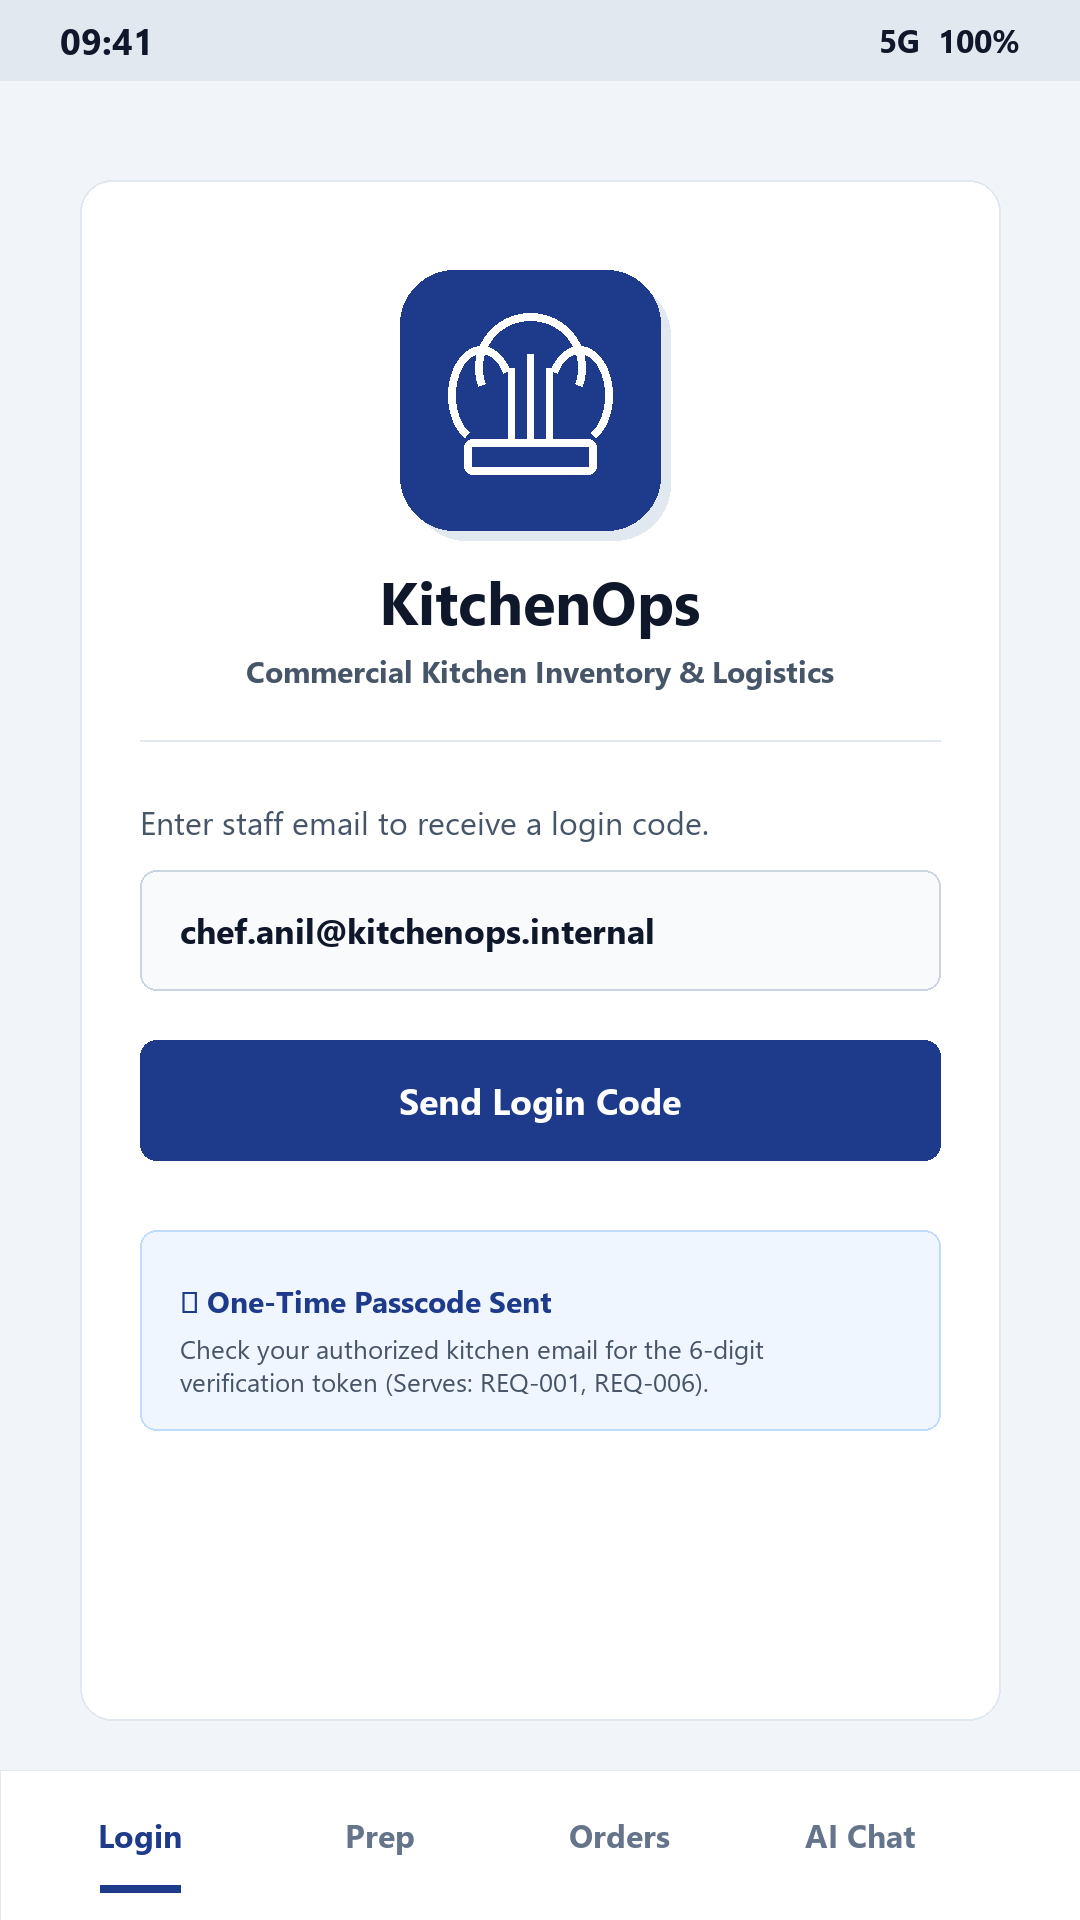 09:41
5G 100%
KitchenOps
Commercial Kitchen Inventory & Logistics
Enter staff email to receive a login code.
chef.anil@kitchenops.internal
Send Login Code
One-Time Passcode Sent
Check your authorized kitchen email for the 6-digit
verification token (Serves: REQ-001, REQ-006).
Login Prep Orders AI Chat